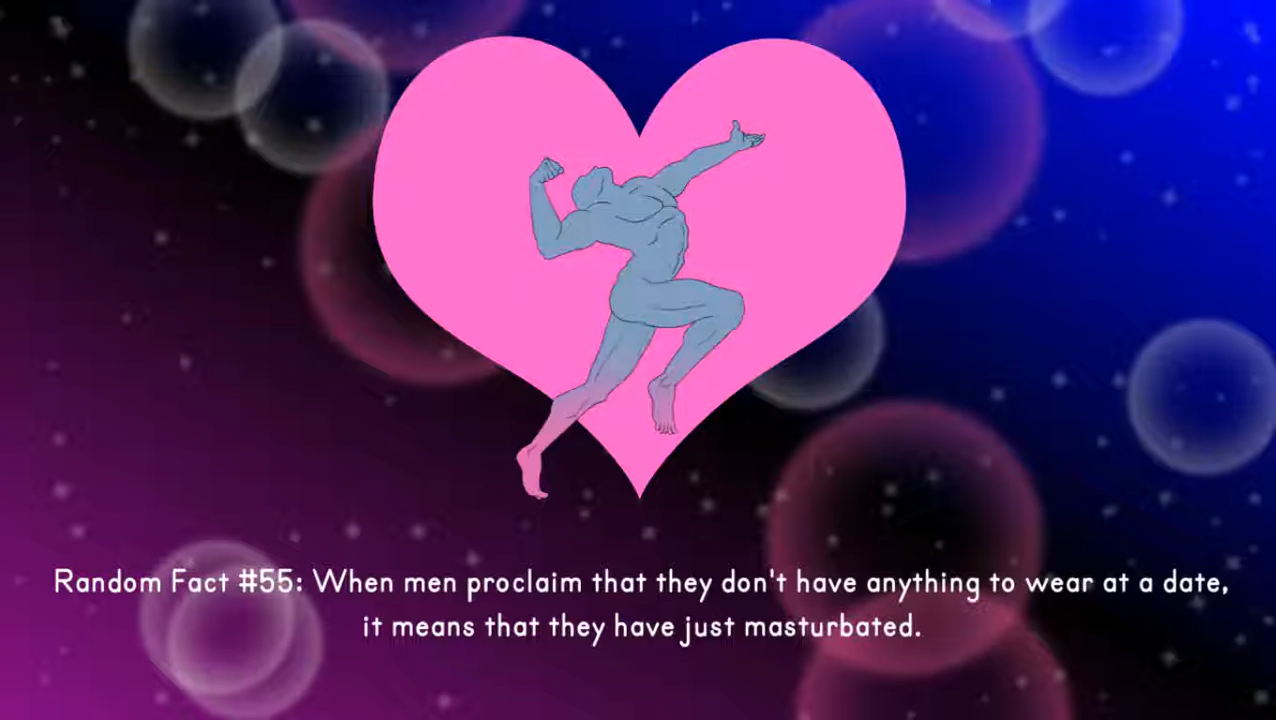 Random Fact #55: When men proclaim that they don't have anything to wear at a date,
it means that they have just masturbated.